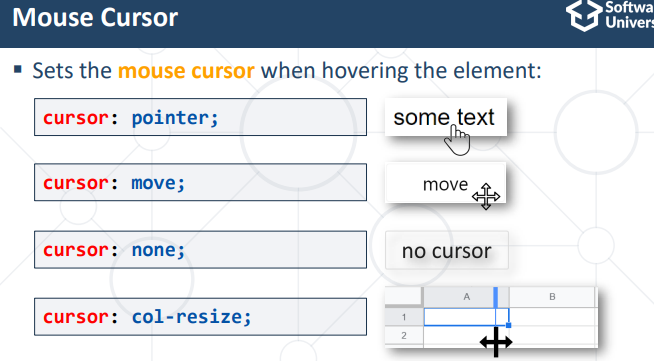 Mouse Cursor
Softwa
Univers
▪ Sets the mouse cursor when hovering the element:
cursor: pointer;
some text
cursor: move;
move
cursor: none;
no cursor
cursor: col-resize;
A B
1
2